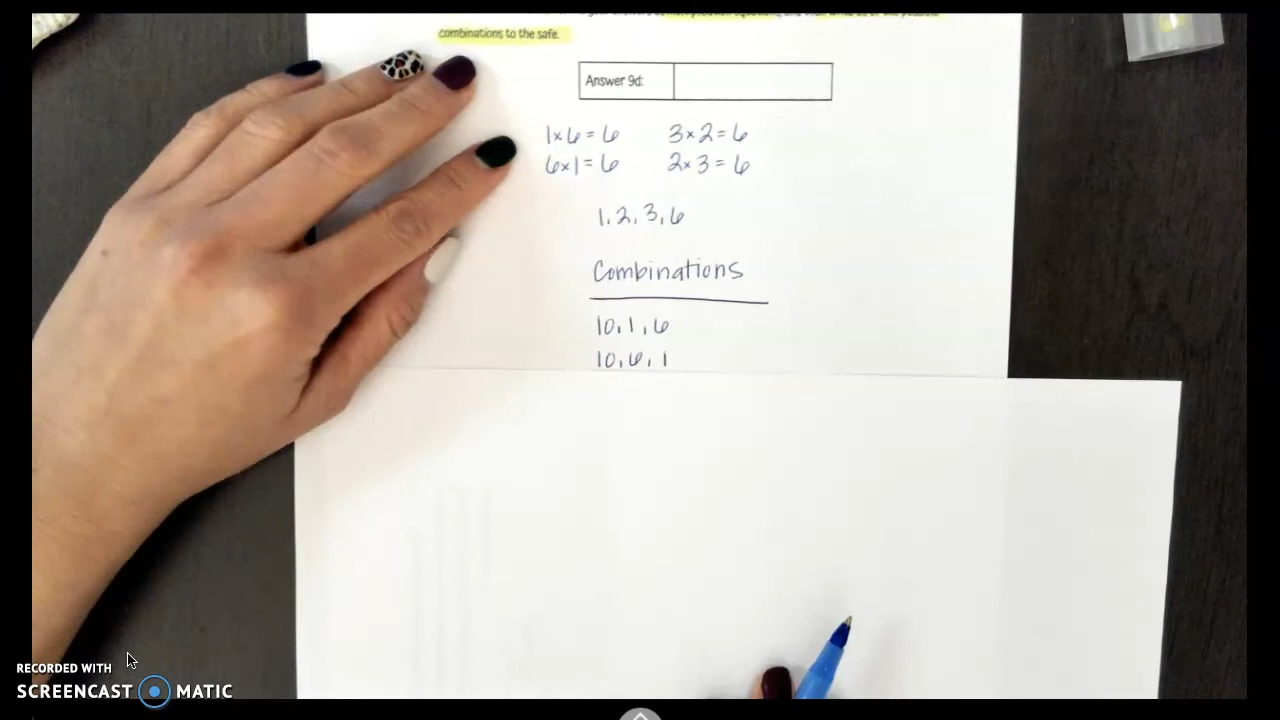 combinations to the safe.
Answer 9d:
1×6=6 3×2=6
6×1=6 2×3=6
1,2,3,6
Combinations
10,1,6
10,6,1
RECORDED WITH
SCREENCAST MATIC